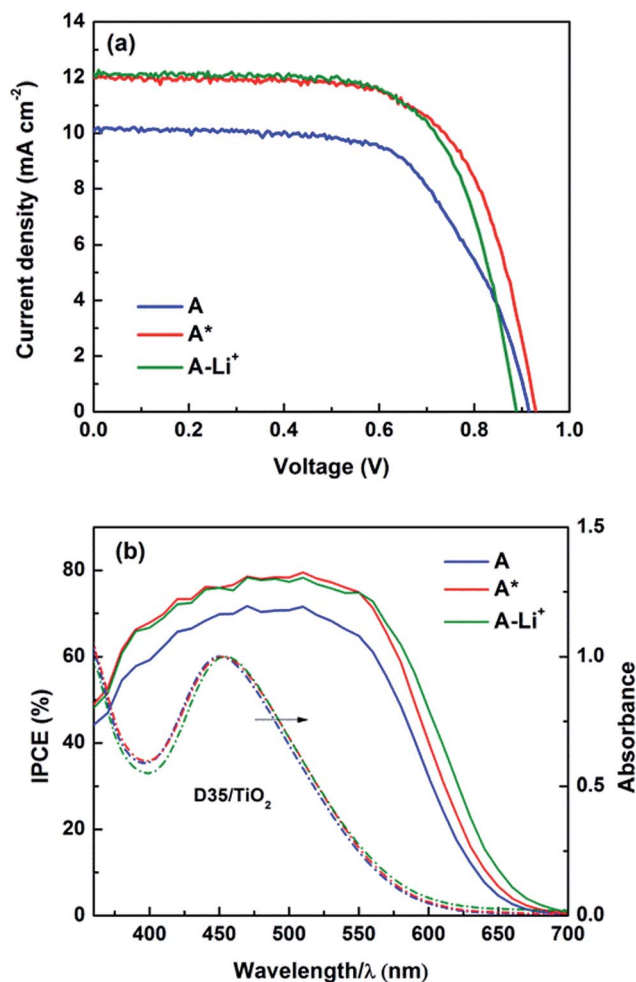 (a)
14
12
10
8
6
4
2
0
Current density (mA cm⁻²)
A
A*
A-Li⁺
0.0 0.2 0.4 0.6 0.8 1.0
Voltage (V)
(b)
80
60
40
20
0
IPCE (%)
A
A*
A-Li⁺
D35/TiO₂
1.5
1.0
0.5
0.0
Absorbance
400 450 500 550 600 650 700
Wavelength/λ (nm)